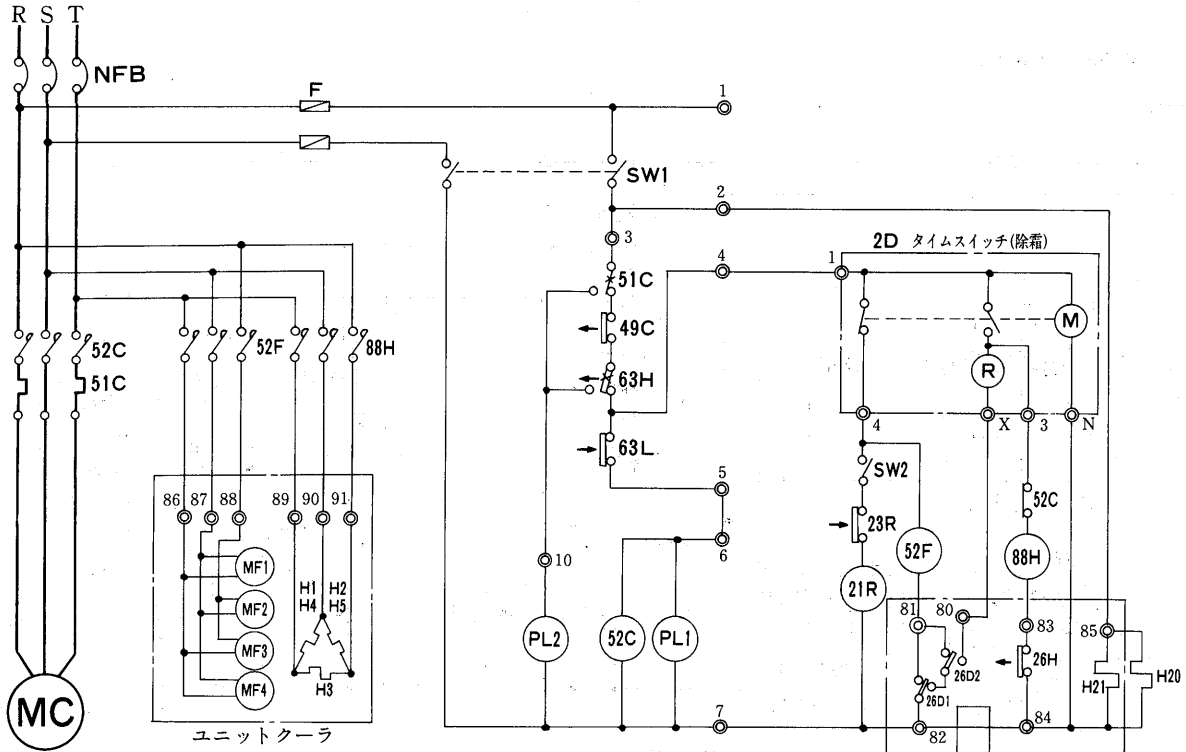 R S T
NFB
F
1
SW1
2
3
2D タイムスイッチ(除霜)
4
1
51C
49C
M
52C
52F
88H
63H
R
51C
4
X
3
N
63L
SW2
86 87 88 89 90 91
5
52C
23R
6
52F
88H
MF1
10
21R
H1 H2
H4 H5
MF2
81 80 83 85
PL2
52C
PL1
MF3
26H
H20
26D2
H21
MF4
H3
26D1
MC
7
82
84
ユニットクーラ